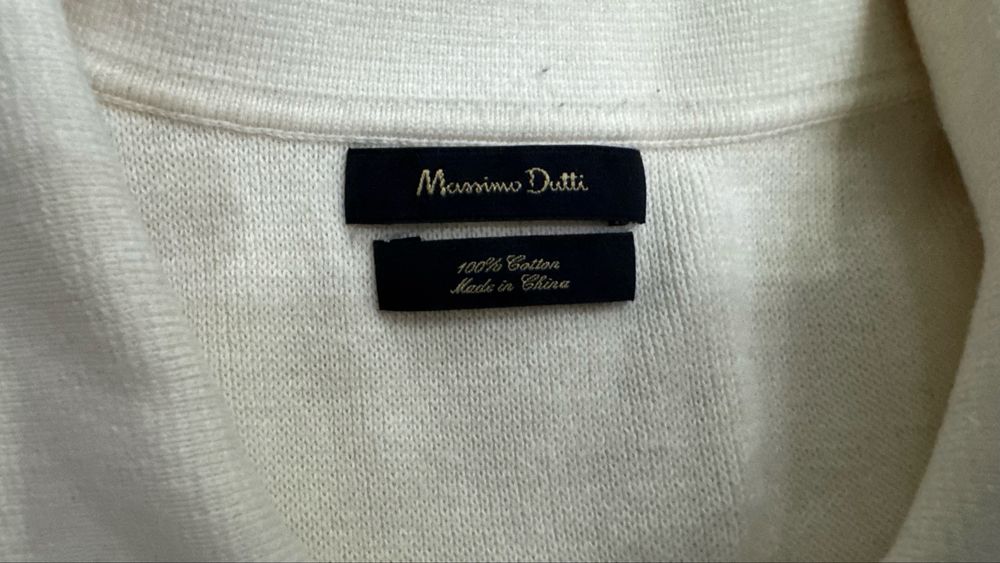 Massimo Dutti
100% Cotton
Made in China